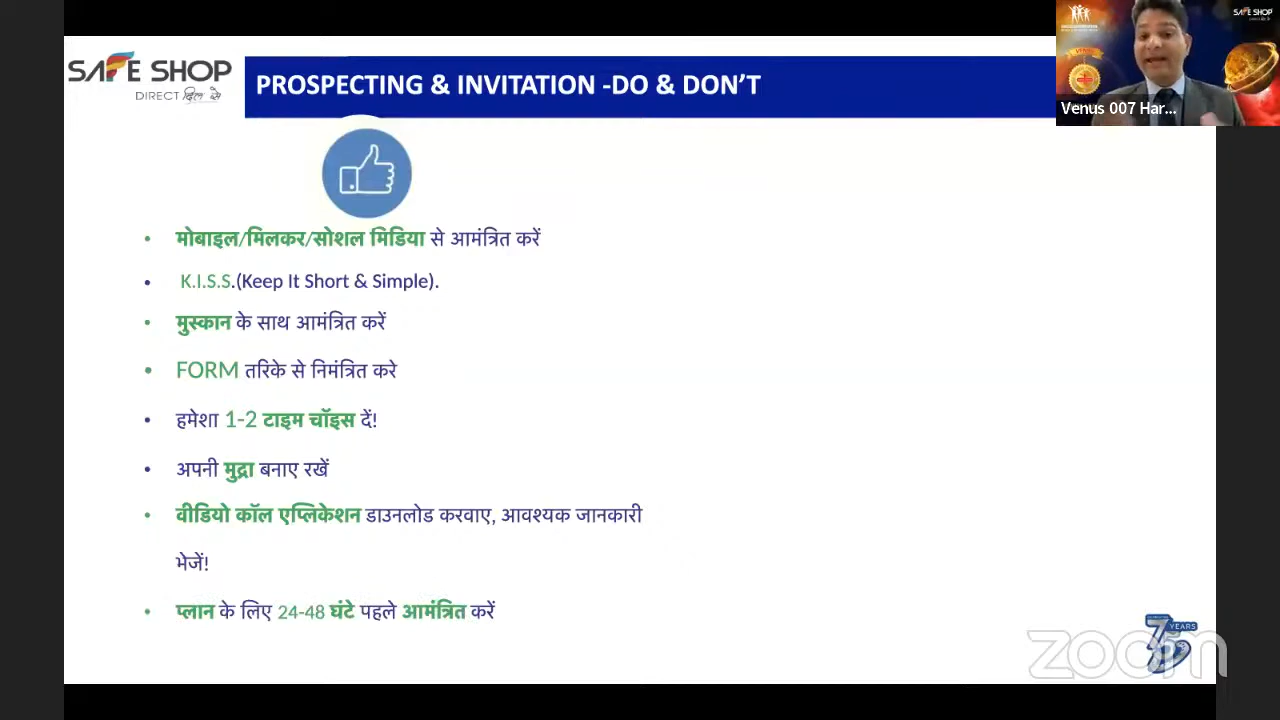 SAFE SHOP
DIRECT दिल से
PROSPECTING & INVITATION -DO & DON'T
SAFE SHOP
Venus 007 Har...
• मोबाइल/मिलकर/सोशल मिडिया से आमंत्रित करें
• K.I.S.S.(Keep It Short & Simple).
• मुस्कान के साथ आमंत्रित करें
• FORM तरिके से निमंत्रित करे
• हमेशा 1-2 टाइम चॉइस दें!
• अपनी मुद्रा बनाए रखें
• वीडियो कॉल एप्लिकेशन डाउनलोड करवाए, आवश्यक जानकारी
भेजें!
• प्लान के लिए 24-48 घंटे पहले आमंत्रित करें
YEARS
zoom